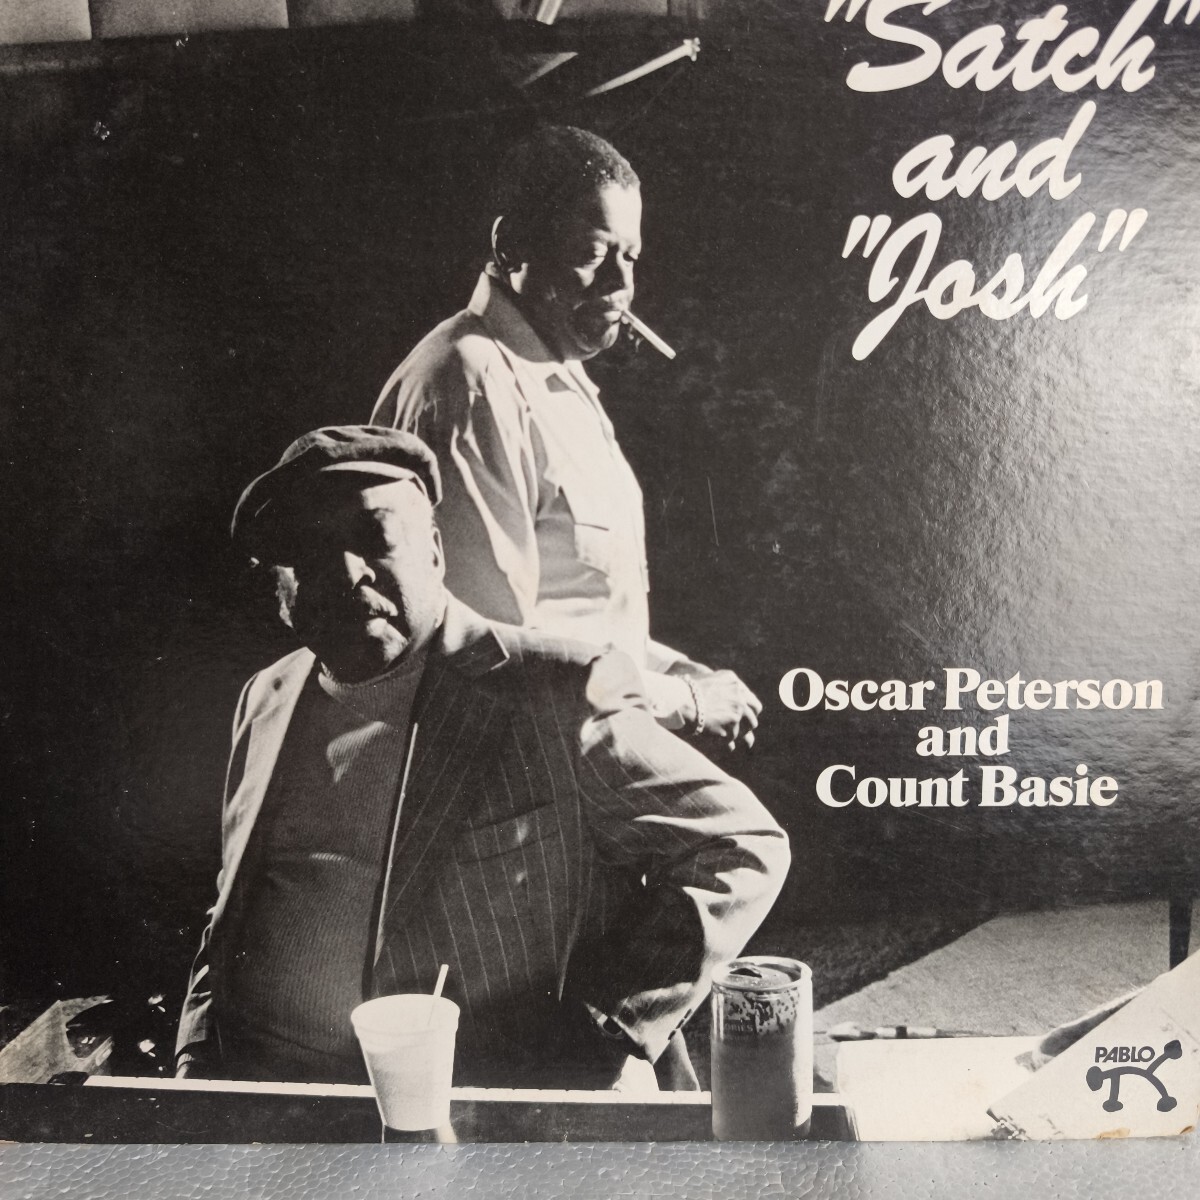 "Satch"
and
"Josh"
Oscar Peterson
and
Count Basie
PABLO